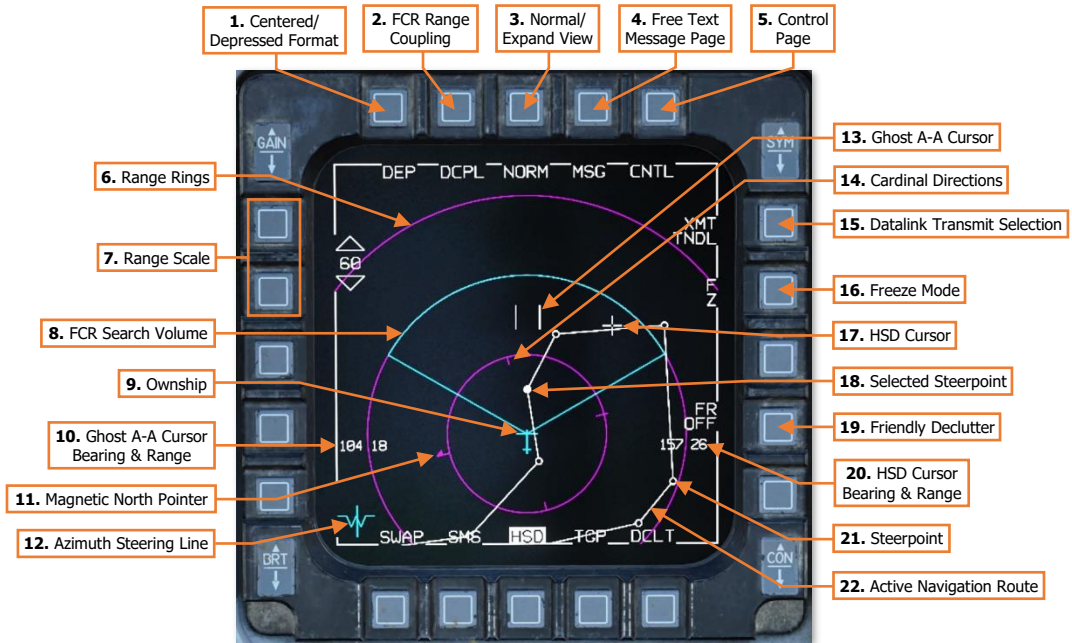 1. Centered/
Depressed Format
2. FCR Range
Coupling
3. Normal/
Expand View
4. Free Text
Message Page
5. Control
Page
GAIN
SYM
13. Ghost A-A Cursor
14. Cardinal Directions
6. Range Rings
DEP DCPL NORM MSG CNTL
XMT
TNDL
15. Datalink Transmit Selection
7. Range Scale
60
F
Z
16. Freeze Mode
8. FCR Search Volume
17. HSD Cursor
9. Ownship
18. Selected Steerpoint
FR
OFF
19. Friendly Declutter
10. Ghost A-A Cursor
Bearing & Range
104 18
157 26
20. HSD Cursor
Bearing & Range
11. Magnetic North Pointer
12. Azimuth Steering Line
SWAP SMS HSD TCP DCLT
21. Steerpoint
BRT
CON
22. Active Navigation Route